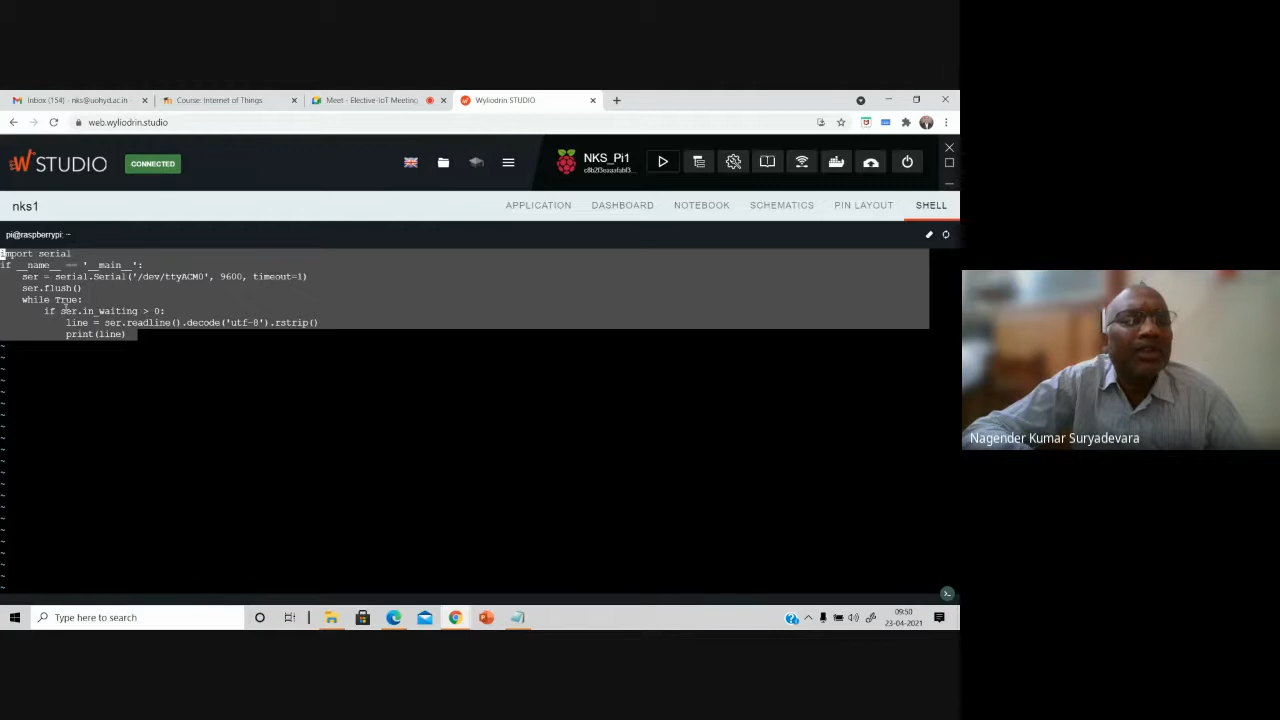 Inbox (154) - nks@uohyd.ac.in
Course: Internet of Things
Meet - Elective-IoT Meeting
Wyliodrin STUDIO
web.wyliodrin.studio
STUDIO
CONNECTED
NKS_Pi1
nks1
APPLICATION
DASHBOARD
NOTEBOOK
SCHEMATICS
PIN LAYOUT
SHELL
pi@raspberrypi: ~
import serial
if __name__ == '__main__':
ser = serial.Serial('/dev/ttyACM0', 9600, timeout=1)
ser.flush()
while True:
if ser.in_waiting > 0:
line = ser.readline().decode('utf-8').rstrip()
print(line)
Nagender Kumar Suryadevara
Type here to search
09:50
23-04-2021